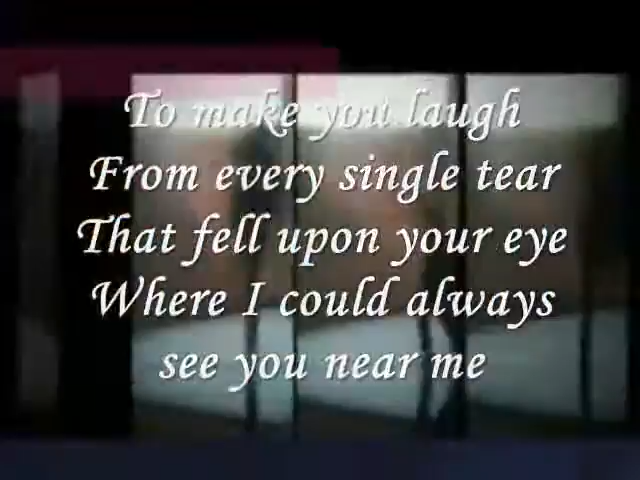 To make you laugh
From every single tear
That fell upon your eye
Where I could always
see you near me